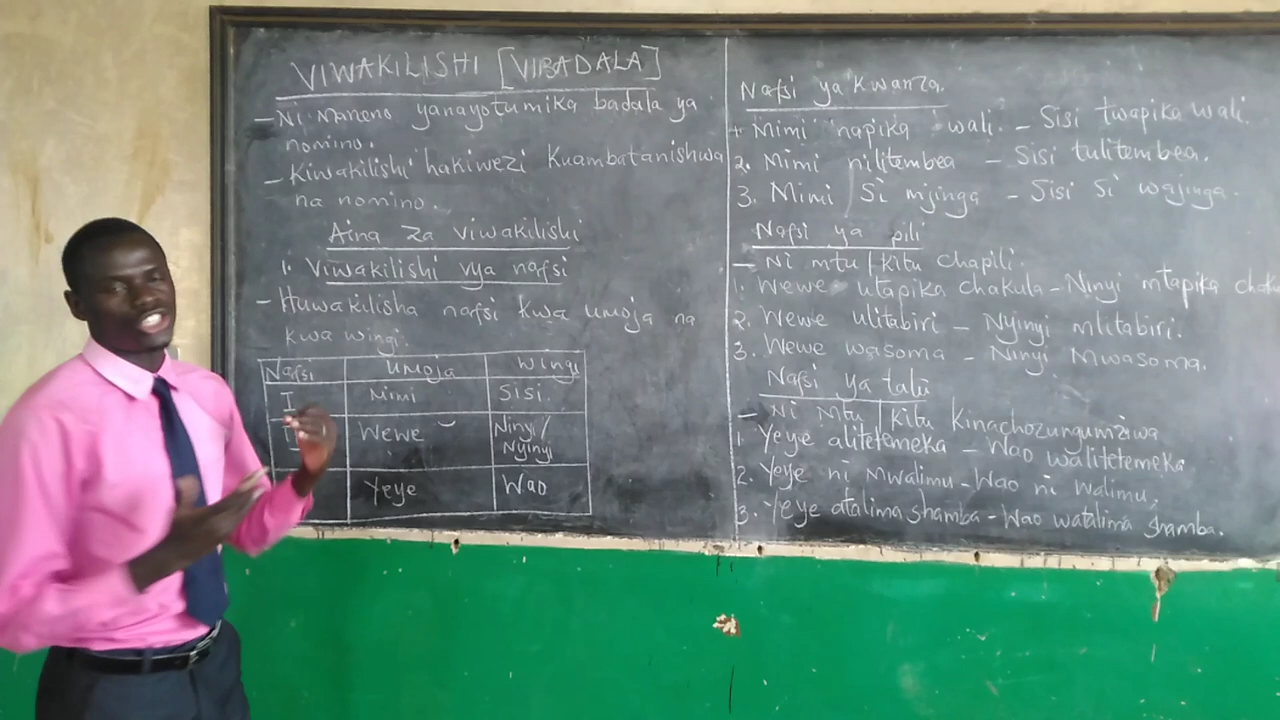 VIWAKILISHI [VIBADALA]
- Ni maneno yanayotumika badala ya
nomino.
- Kiwakilishi hakiwezi kuambatanishwa
na nomino.
Aina za viwakilishi
1. Viwakilishi vya nafsi
- Huwakilisha nafsi kwa umoja na
kwa wingi.
Nafsi umoja wingi
I Mimi Sisi.
Wewe Ninyi/
Nyinyi
Yeye Wao
Nafsi ya kwanza.
1. Mimi napika wali. - Sisi twapika wali.
2. Mimi nilitembea - Sisi tulitembea.
3. Mimi si mjinga - Sisi si wajinga.
Nafsi ya pili
- Ni mtu/kitu chapili.
1. Wewe utapika chakula - Ninyi mtapika
2. Wewe ulitabiri - Nyinyi mlitabiri.
3. Wewe wasoma - Ninyi Mwasoma.
Nafsi ya tatu
- Ni Mtu/kitu kinachozungumziwa
1. Yeye alitetemeka - Wao walitetemeka
2. Yeye ni Mwalimu - Wao ni walimu.
3. Yeye atalima shamba - Wao watalima shamba.